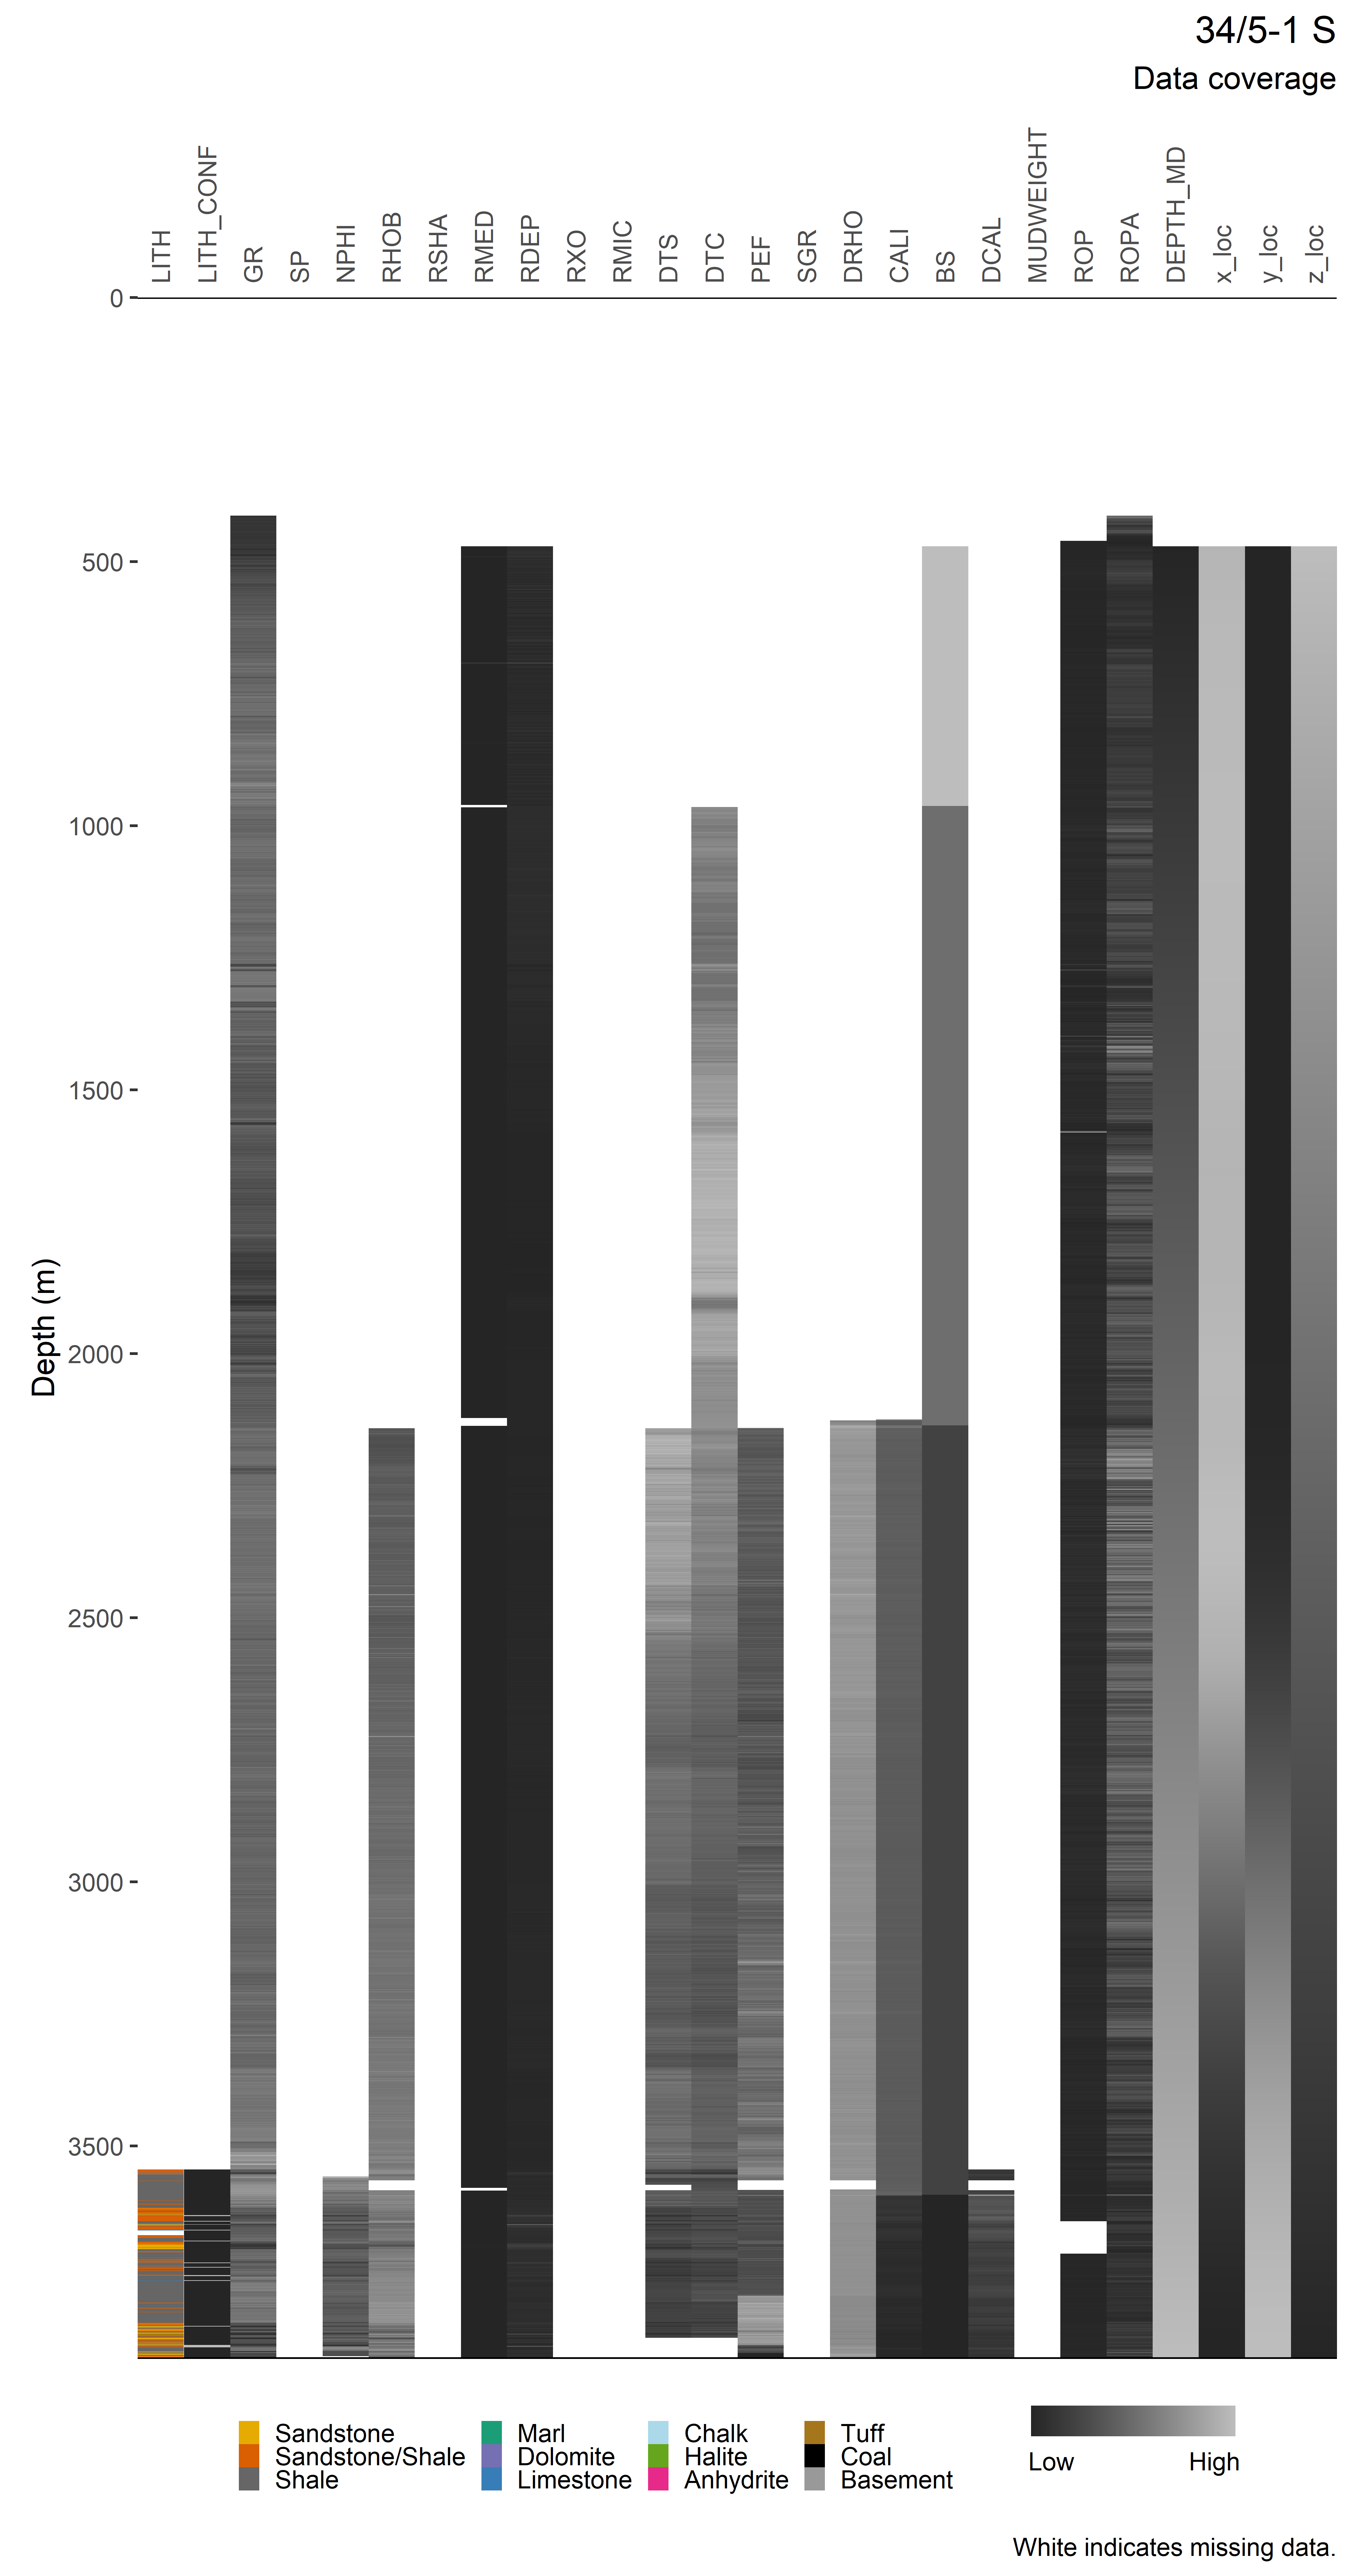 34/5-1 S
Data coverage
LITH
LITH_CONF
GR
SP
NPHI
RHOB
RSHA
RMED
RDEP
RXO
RMIC
DTS
DTC
PEF
SGR
DRHO
CALI
BS
DCAL
MUDWEIGHT
ROP
ROPA
DEPTH_MD
x_loc
y_loc
z_loc
0
500
1000
1500
2000
2500
3000
3500
Depth (m)
Sandstone
Sandstone/Shale
Shale
Marl
Dolomite
Limestone
Chalk
Halite
Anhydrite
Tuff
Coal
Basement
Low High
White indicates missing data.